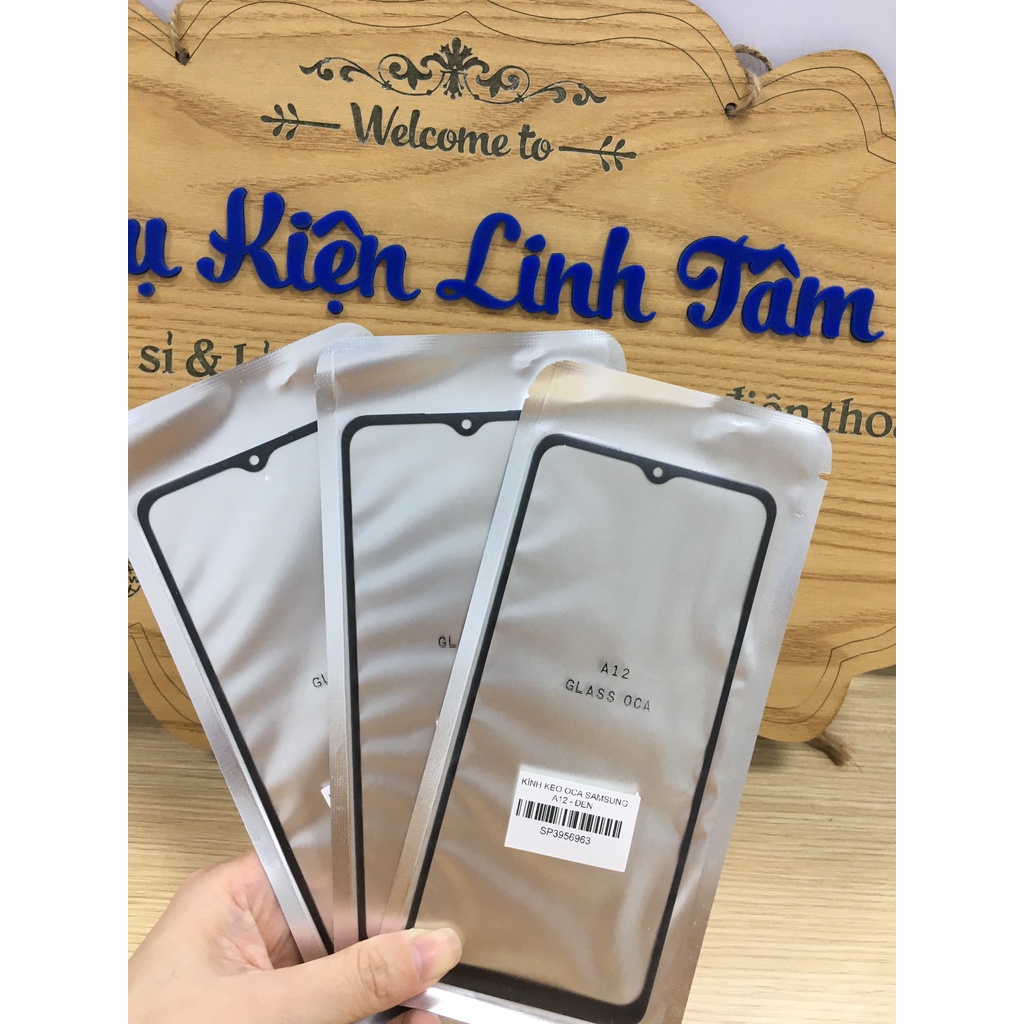 Welcome to
ụ Kiện Linh Tâm
sỉ & L
điện thoạ
GL
GL
A12
GLASS OCA
KÍNH KEO OCA SAMSUNG
A12 - ĐEN
SP3956963